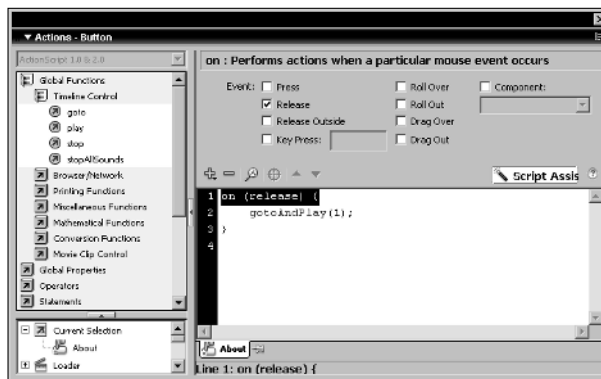 Actions - Button
ActionScript 1.0 & 2.0
Global Functions
Timeline Control
goto
play
stop
stopAllSounds
Browser/Network
Printing Functions
Miscellaneous Functions
Mathematical Functions
Conversion Functions
Movie Clip Control
Global Properties
Operators
Statements
Current Selection
About
Loader
on : Performs actions when a particular mouse event occurs
Event: Press Roll Over Component:
Release Roll Out
Release Outside Drag Over
Key Press: Drag Out
Script Assis
1 on (release) {
2 gotoAndPlay(1);
3 }
4
About
Line 1: on (release) {